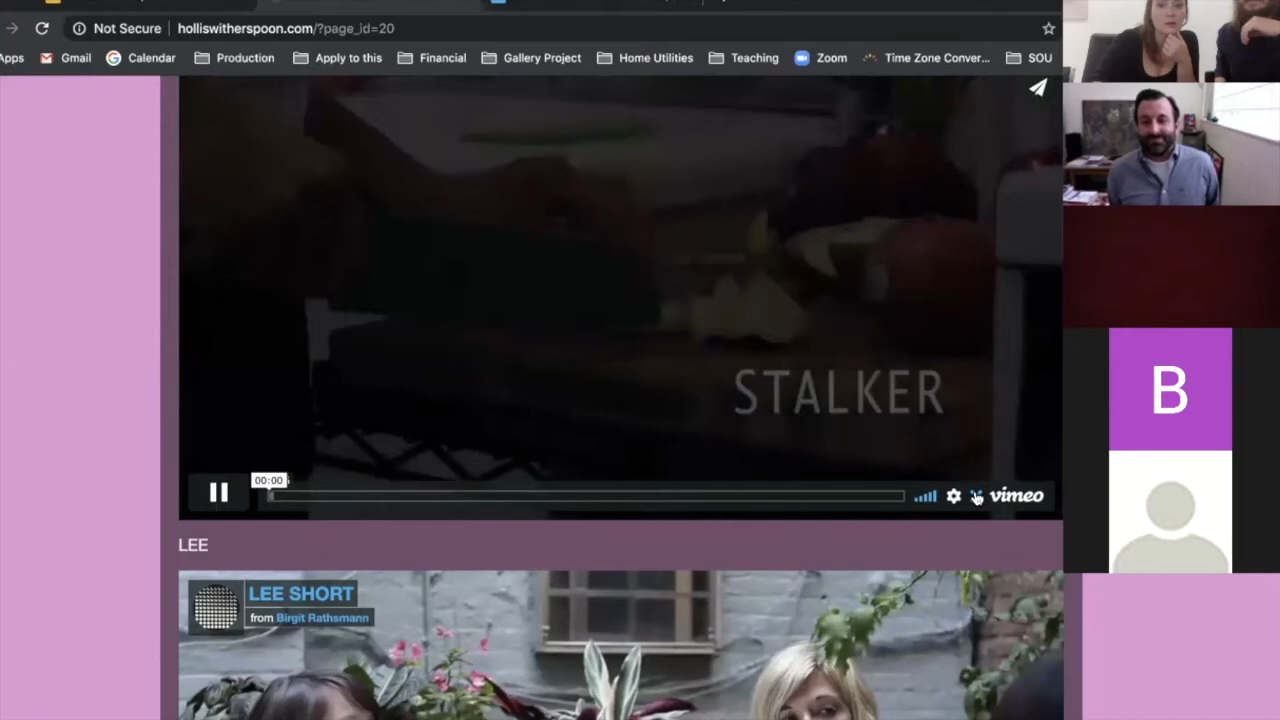 Not Secure holliswitherspoon.com/?page_id=20
Apps Gmail Calendar Production Apply to this Financial Gallery Project Home Utilities Teaching Zoom Time Zone Conver... SOU
STALKER
00:00
vimeo
LEE
LEE SHORT
from Birgit Rathsmann
B